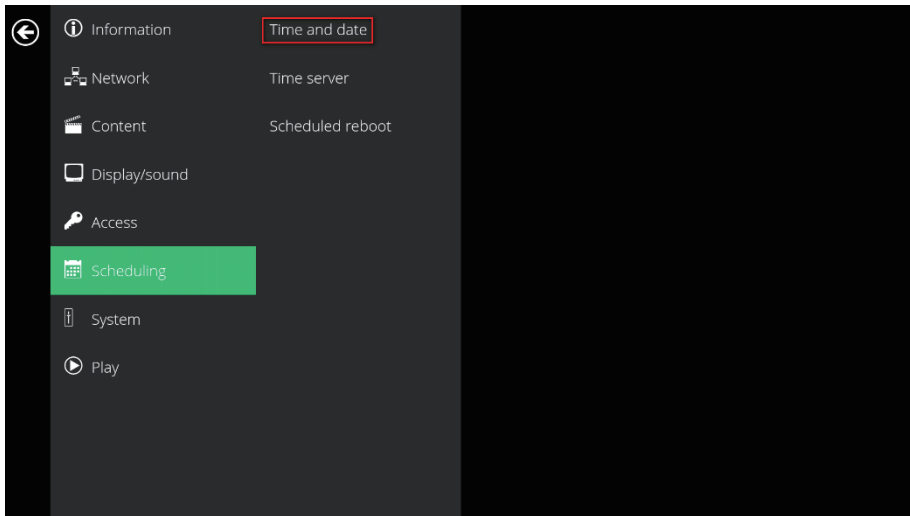 Information
Network
Content
Display/sound
Access
Scheduling
System
Play
Time and date
Time server
Scheduled reboot